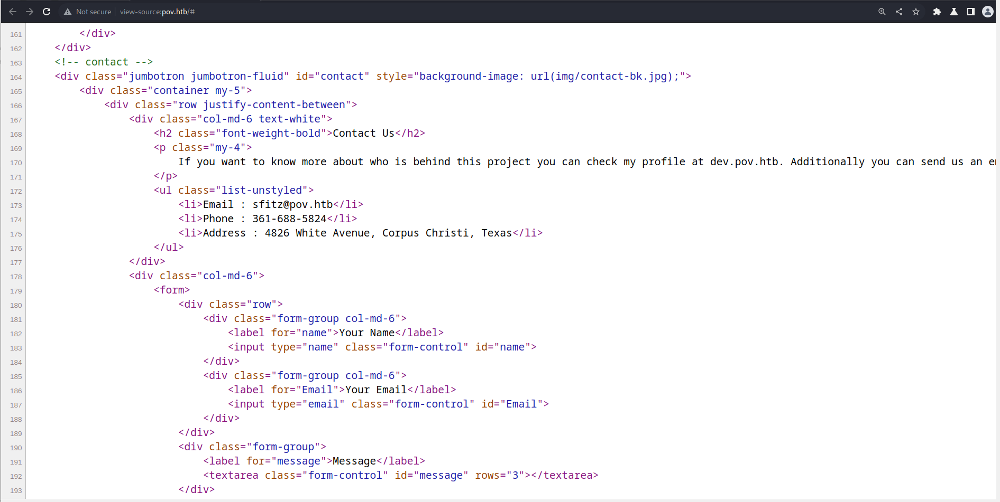 Not secure | view-source:pov.htb/#
161 </div>
162 </div>
163 <!-- contact -->
164 <div class="jumbotron jumbotron-fluid" id="contact" style="background-image: url(img/contact-bk.jpg);">
165 <div class="container my-5">
166 <div class="row justify-content-between">
167 <div class="col-md-6 text-white">
168 <h2 class="font-weight-bold">Contact Us</h2>
169 <p class="my-4">
170 If you want to know more about who is behind this project you can check my profile at dev.pov.htb. Additionally you can send us an
171 </p>
172 <ul class="list-unstyled">
173 <li>Email : sfitz@pov.htb</li>
174 <li>Phone : 361-688-5824</li>
175 <li>Address : 4826 White Avenue, Corpus Christi, Texas</li>
176 </ul>
177 </div>
178 <div class="col-md-6">
179 <form>
180 <div class="row">
181 <div class="form-group col-md-6">
182 <label for="name">Your Name</label>
183 <input type="name" class="form-control" id="name">
184 </div>
185 <div class="form-group col-md-6">
186 <label for="Email">Your Email</label>
187 <input type="email" class="form-control" id="Email">
188 </div>
189 </div>
190 <div class="form-group">
191 <label for="message">Message</label>
192 <textarea class="form-control" id="message" rows="3"></textarea>
193 </div>